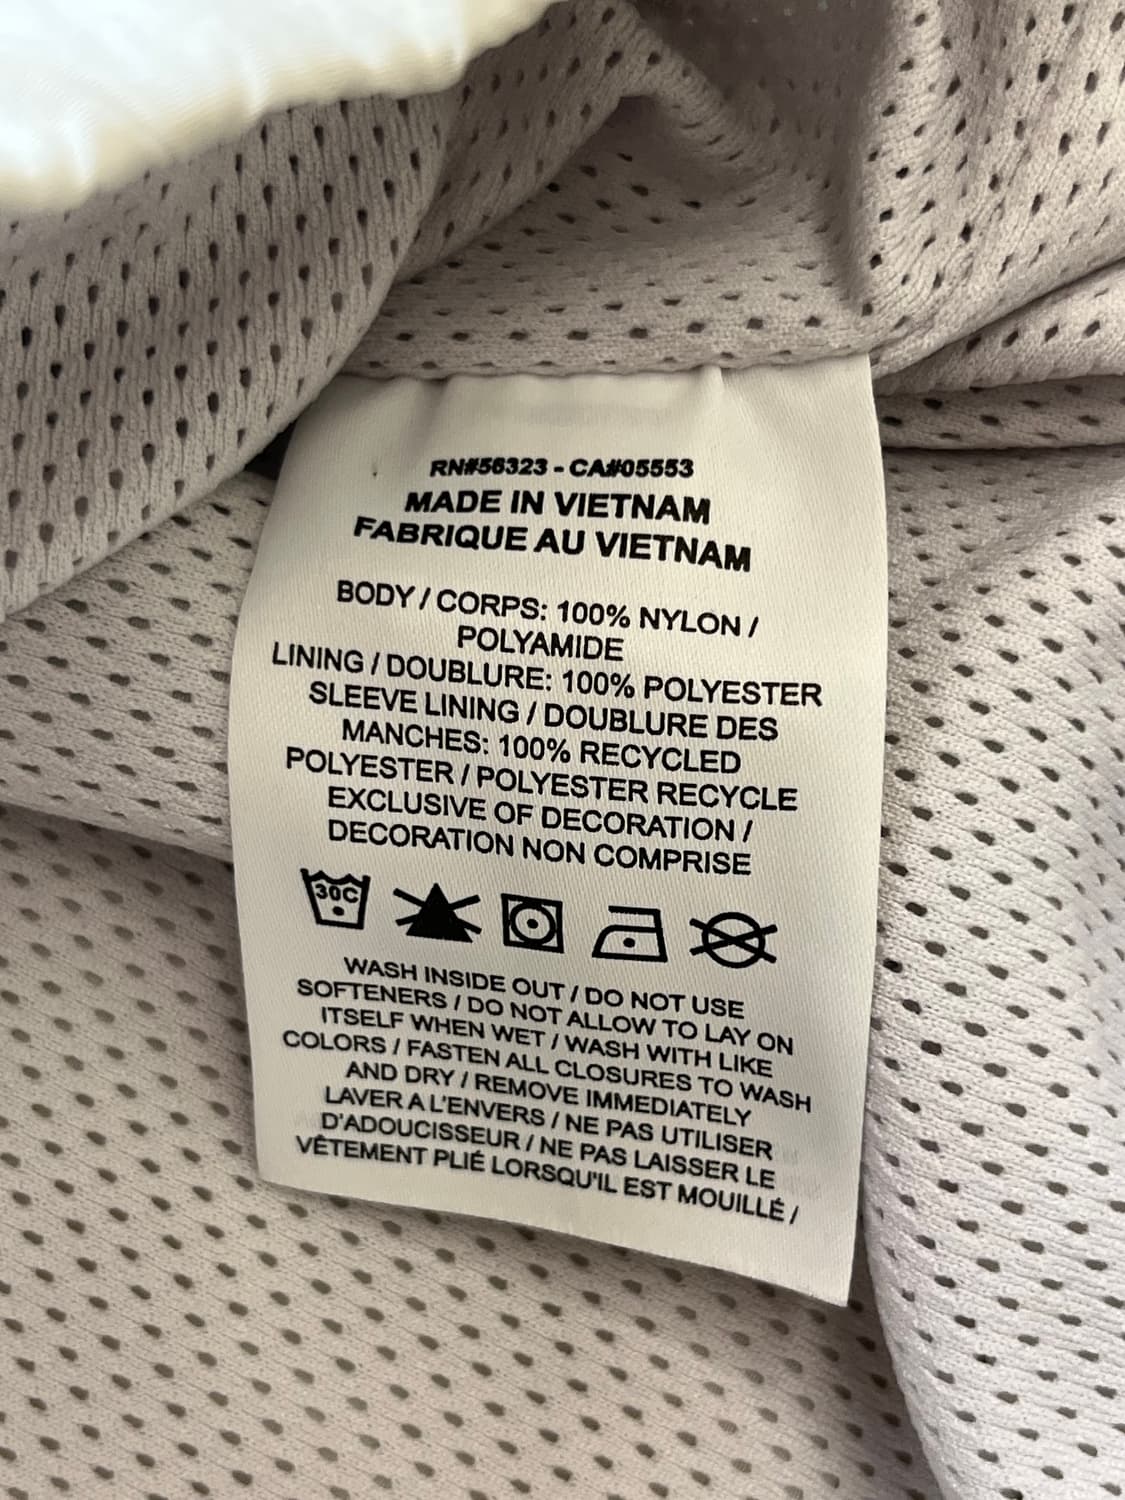 RN#56323 - CA#05553
MADE IN VIETNAM
FABRIQUE AU VIETNAM
BODY / CORPS: 100% NYLON /
POLYAMIDE
LINING / DOUBLURE: 100% POLYESTER
SLEEVE LINING / DOUBLURE DES
MANCHES: 100% RECYCLED
POLYESTER / POLYESTER RECYCLE
EXCLUSIVE OF DECORATION /
DECORATION NON COMPRISE
30C
WASH INSIDE OUT / DO NOT USE
SOFTENERS / DO NOT ALLOW TO LAY ON
ITSELF WHEN WET / WASH WITH LIKE
COLORS / FASTEN ALL CLOSURES TO WASH
AND DRY / REMOVE IMMEDIATELY
LAVER A L'ENVERS / NE PAS UTILISER
D'ADOUCISSEUR / NE PAS LAISSER LE
VÊTEMENT PLIÉ LORSQU'IL EST MOUILLÉ /